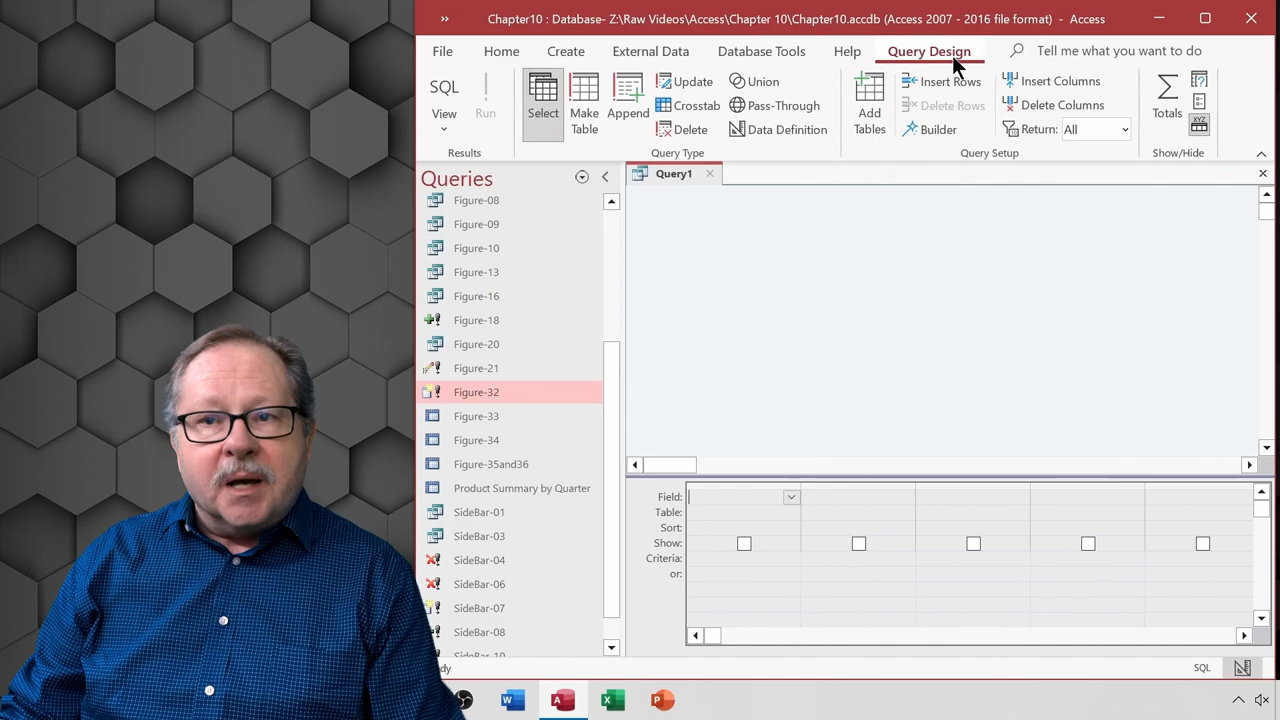 Chapter10 : Database- Z:\Raw Videos\Access\Chapter 10\Chapter10.accdb (Access 2007 - 2016 file format) - Access
File Home Create External Data Database Tools Help Query Design Tell me what you want to do
SQL
View
Run
Results
Select
Make Table
Append
Update
Crosstab
Delete
Union
Pass-Through
Data Definition
Query Type
Add Tables
Insert Rows
Delete Rows
Builder
Insert Columns
Delete Columns
Return: All
Query Setup
Totals
XYZ
Show/Hide
Queries
Figure-08
Figure-09
Figure-10
Figure-13
Figure-16
Figure-18
Figure-20
Figure-21
Figure-32
Figure-33
Figure-34
Figure-35and36
Product Summary by Quarter
SideBar-01
SideBar-03
SideBar-04
SideBar-06
SideBar-07
SideBar-08
SideBar-10
Query1
Field:
Table:
Sort:
Show:
Criteria:
or:
dy
SQL
W
A
X
P